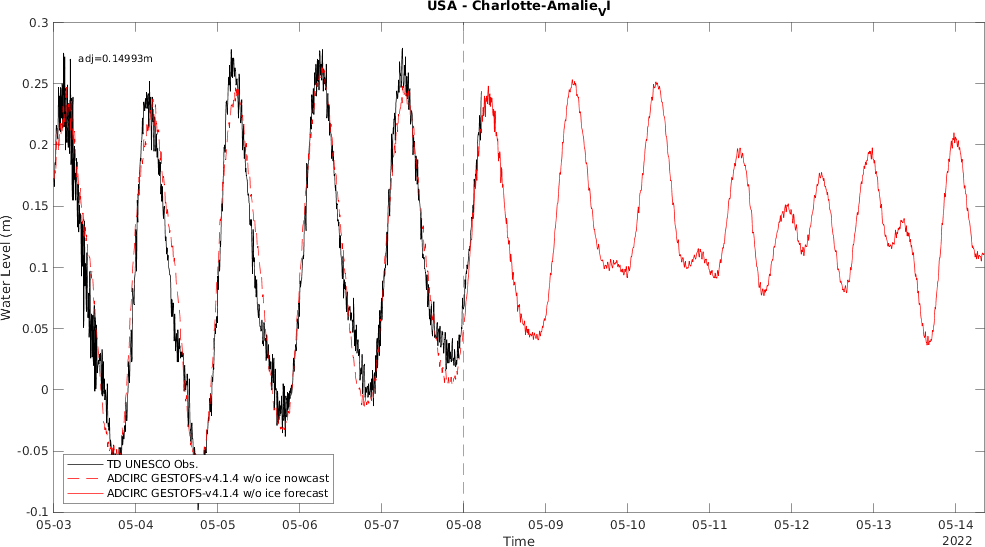 USA - Charlotte-Amalie_VI
adj=0.14993m
0.3
0.25
0.2
0.15
0.1
0.05
0
-0.05
-0.1
Water Level (m)
TD UNESCO Obs.
ADCIRC GESTOFS-v4.1.4 w/o ice nowcast
ADCIRC GESTOFS-v4.1.4 w/o ice forecast
05-03 05-04 05-05 05-06 05-07 05-08 05-09 05-10 05-11 05-12 05-13 05-14
Time
2022